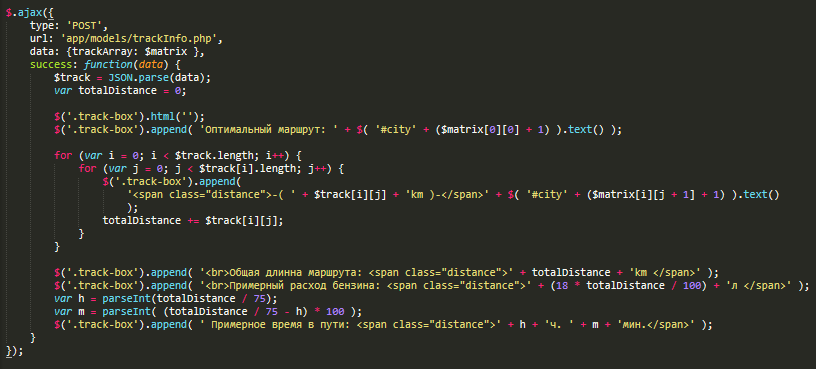 $.ajax({
type: 'POST',
url: 'app/models/trackInfo.php',
data: {trackArray: $matrix },
success: function(data) {
$track = JSON.parse(data);
var totalDistance = 0;
$('.track-box').html('');
$('.track-box').append( 'Оптимальный маршрут: ' + $( '#city' + ($matrix[0][0] + 1) ).text() );
for (var i = 0; i < $track.length; i++) {
for (var j = 0; j < $track[i].length; j++) {
$('.track-box').append(
'<span class="distance">-( ' + $track[i][j] + 'km )-</span>' + $( '#city' + ($matrix[i][j + 1] + 1) ).text()
);
totalDistance += $track[i][j];
}
}
$('.track-box').append( '<br>Общая длинна маршрута: <span class="distance">' + totalDistance + 'km </span>' );
$('.track-box').append( '<br>Примерный расход бензина: <span class="distance">' + (18 * totalDistance / 100) + 'л </span>' );
var h = parseInt(totalDistance / 75);
var m = parseInt( (totalDistance / 75 - h) * 100 );
$('.track-box').append( ' Примерное время в пути: <span class="distance">' + h + 'ч. ' + m + 'мин.</span>' );
}
});